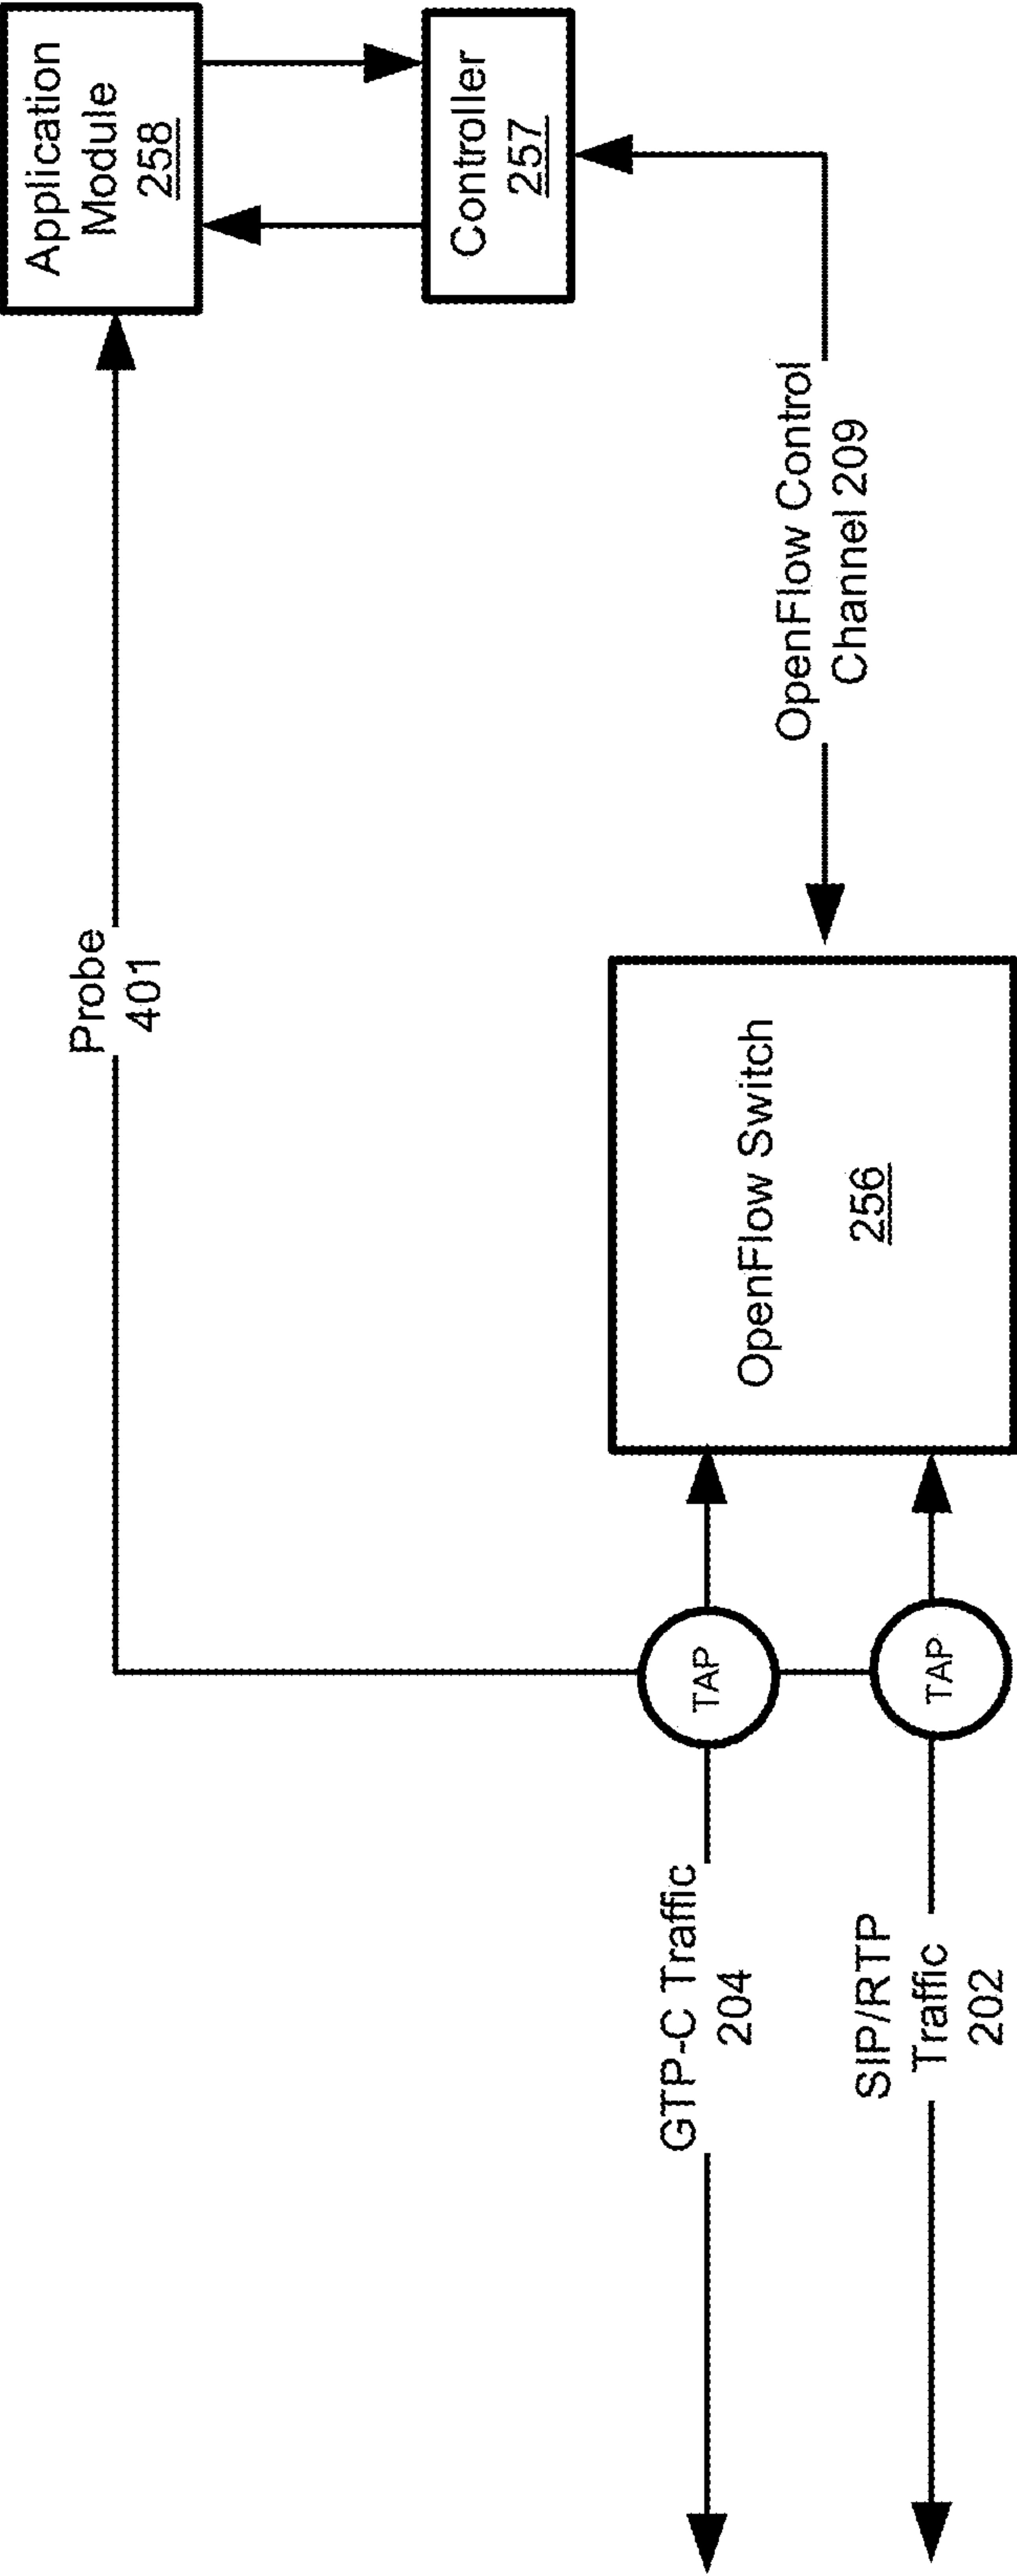 Application
Module
258
Controller
257
Probe
401
OpenFlow Control
Channel 209
OpenFlow Switch
256
TAP
TAP
GTP-C Traffic
204
SIP/RTP
Traffic
202